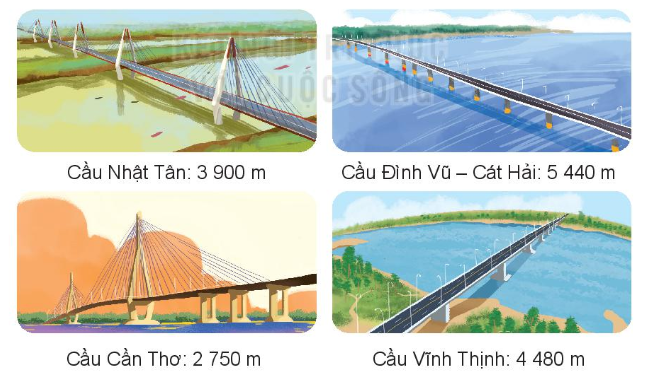 Cầu Nhật Tân: 3 900 m
Cầu Đình Vũ – Cát Hải: 5 440 m
Cầu Cần Thơ: 2 750 m
Cầu Vĩnh Thịnh: 4 480 m